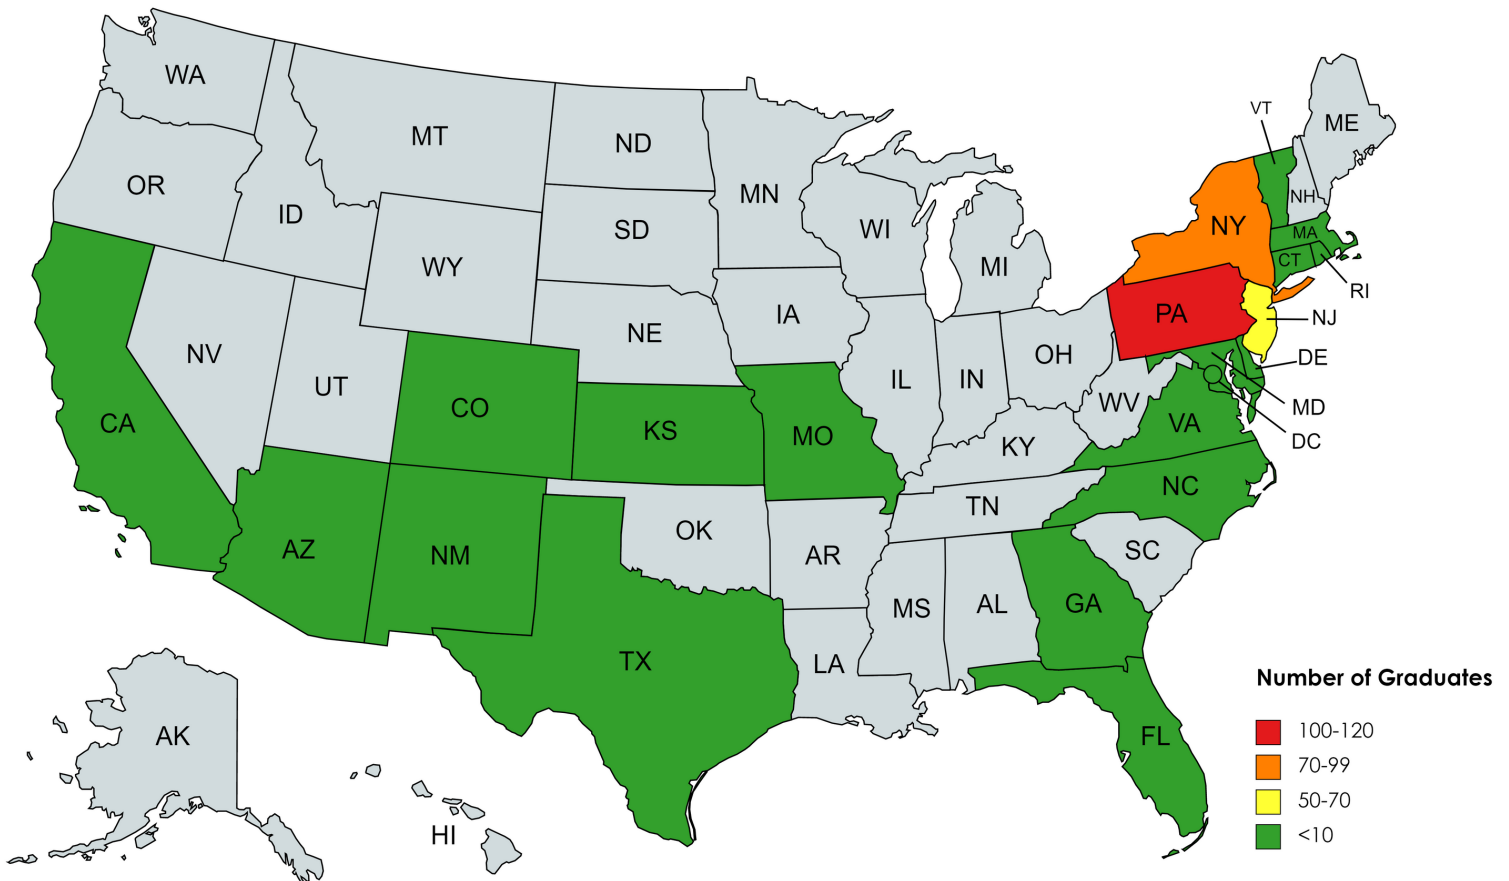 WA
MT
ND
MN
VT
ME
OR
ID
SD
WI
NH
NY
MA
WY
MI
CT
RI
IA
PA
NJ
NV
NE
OH
DE
UT
IL
IN
WV
MD
CA
CO
KS
MO
KY
VA
DC
AZ
NM
OK
TN
NC
AR
SC
TX
MS
AL
GA
LA
AK
FL
HI
Number of Graduates
100-120
70-99
50-70
<10